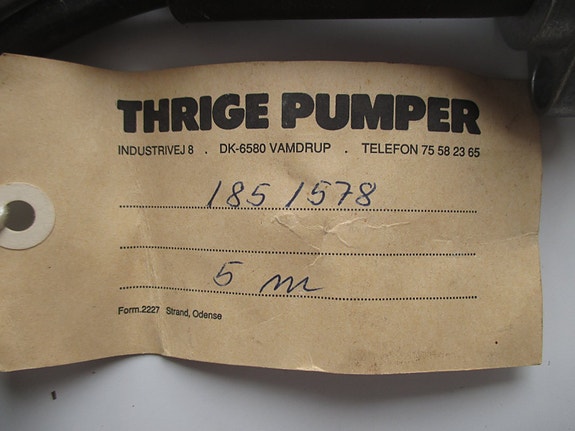 THRIGE PUMPER
INDUSTRIVEJ 8 . DK-6580 VAMDRUP . TELEFON 75 58 23 65
185 1578
5 m
Form.2227 Strand, Odense